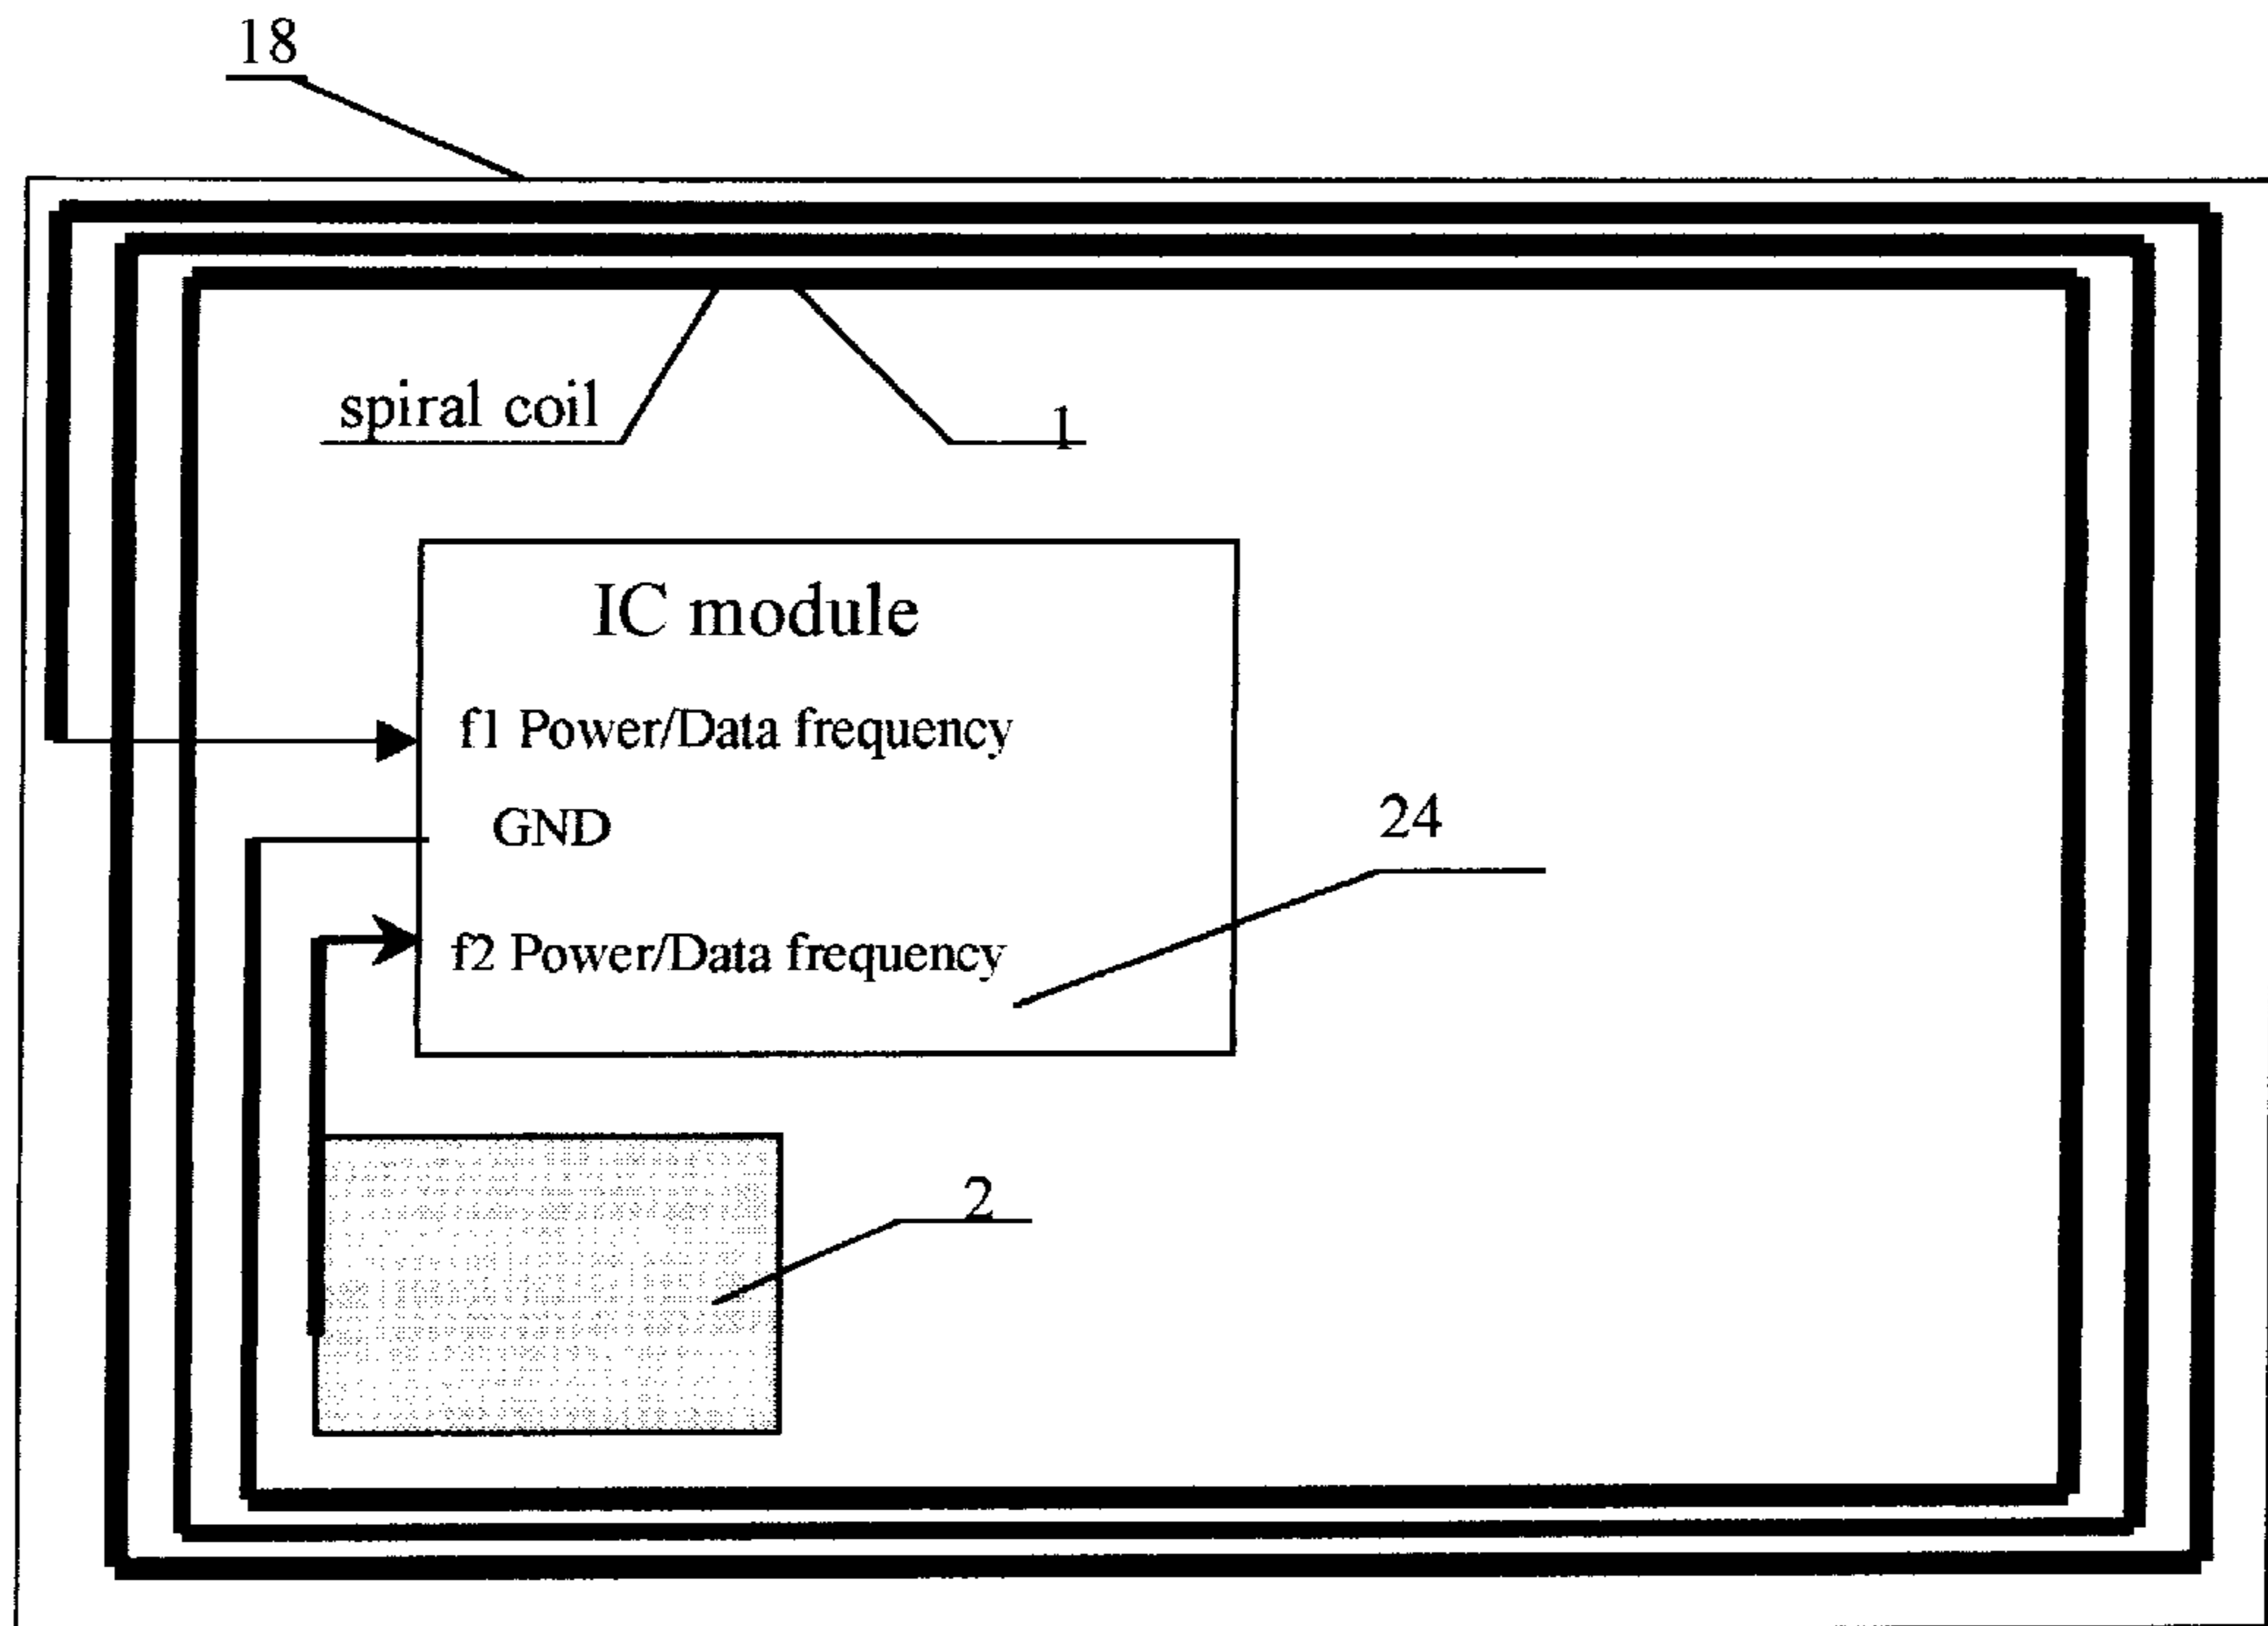 18
spiral coil
1
IC module
f1 Power/Data frequency
GND
24
f2 Power/Data frequency
2